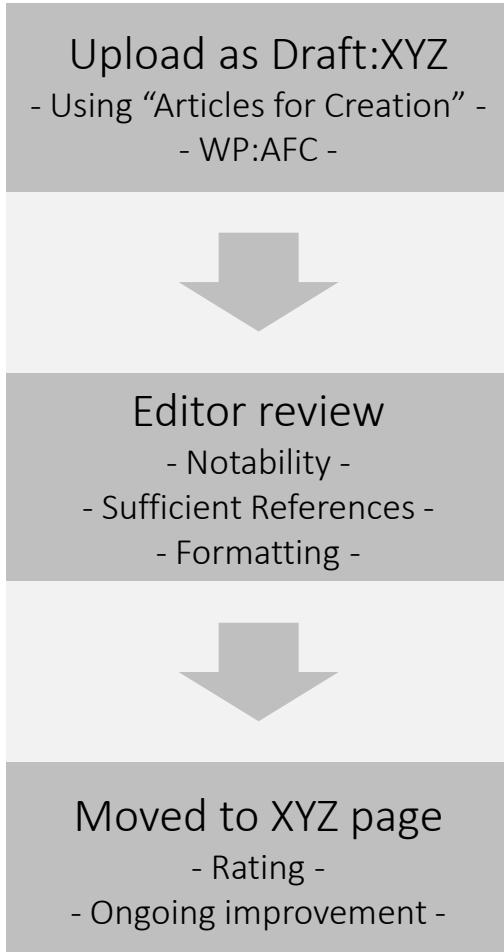 Upload as Draft:XYZ
- Using “Articles for Creation” -
- WP:AFC -
Editor review
- Notability -
- Sufficient References -
- Formatting -
Moved to XYZ page
- Rating -
- Ongoing improvement -